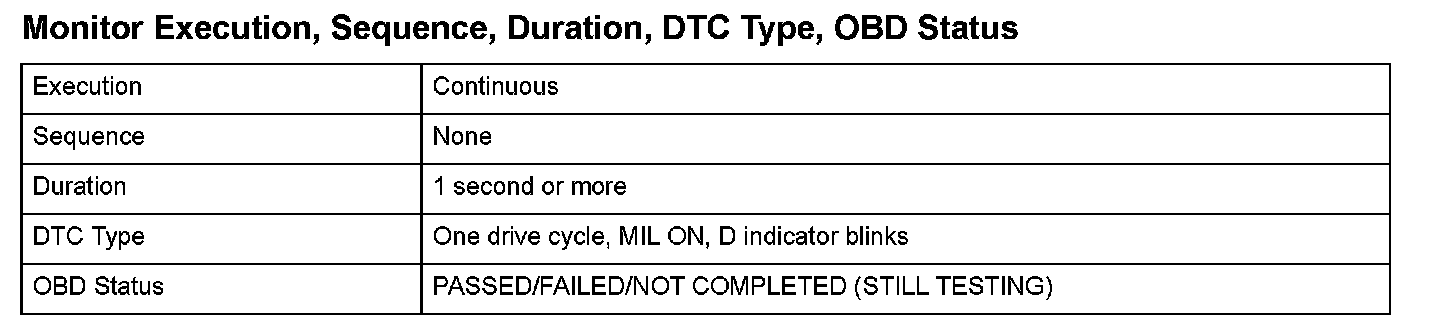 Monitor Execution, Sequence, Duration, DTC Type, OBD Status
Execution Continuous
Sequence None
Duration 1 second or more
DTC Type One drive cycle, MIL ON, D indicator blinks
OBD Status PASSED/FAILED/NOT COMPLETED (STILL TESTING)